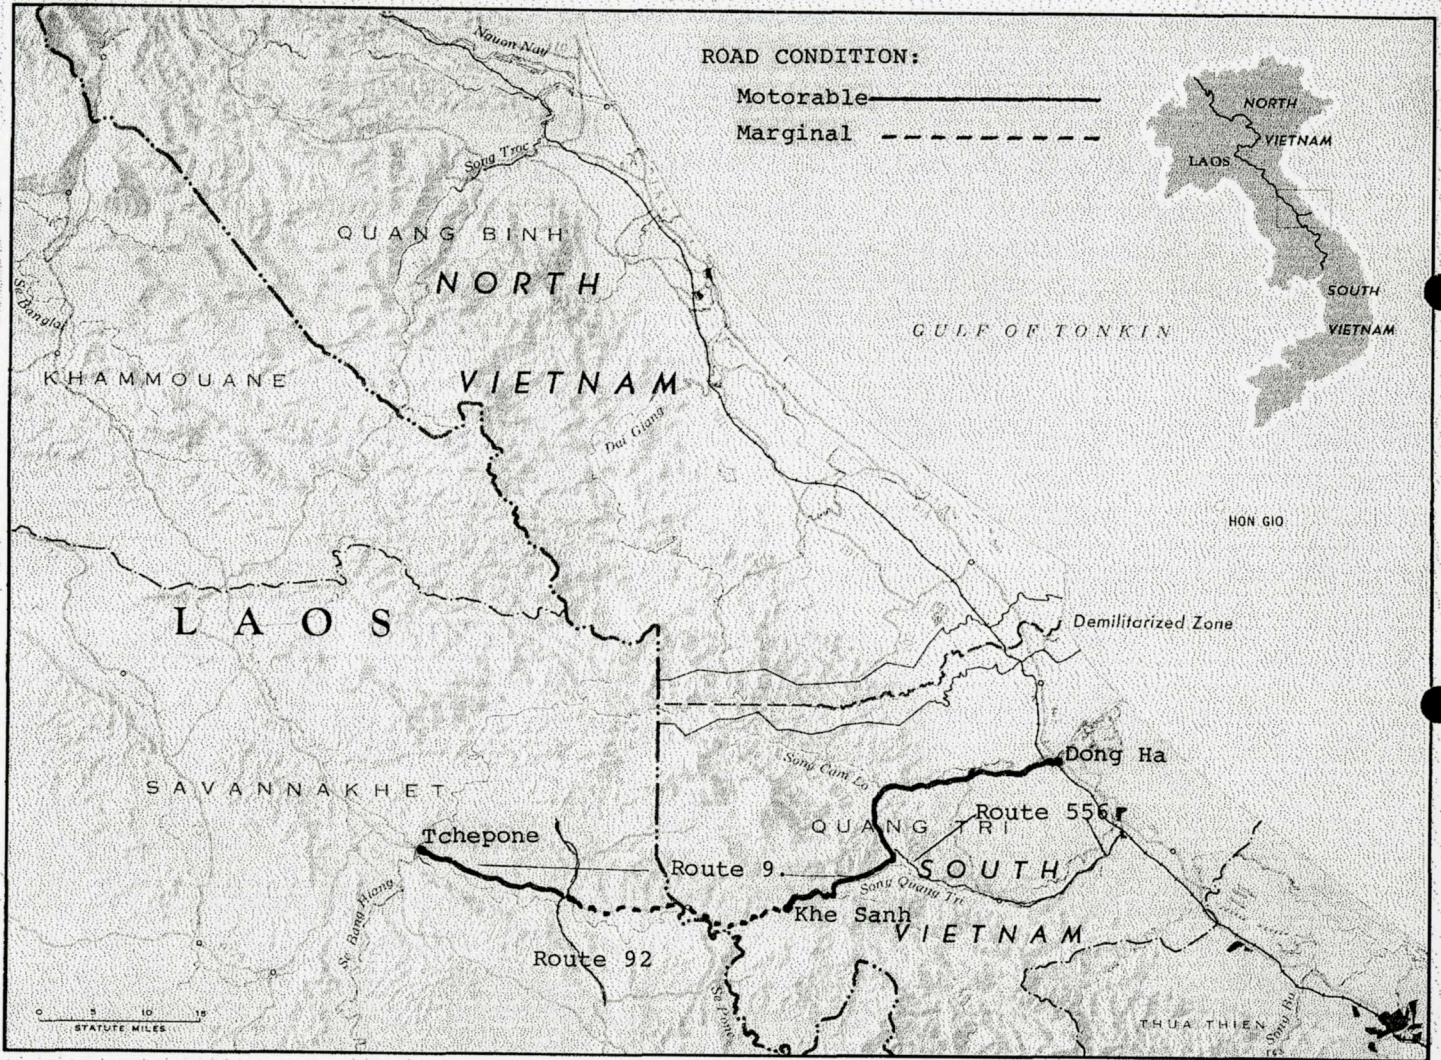 Nguon Nay
ROAD CONDITION:
Motorable
Marginal
NORTH
VIETNAM
LAOS
SOUTH
VIETNAM
Song Troc
QUANG BINH
NORTH
VIETNAM
GULF OF TONKIN
KHAMMOUANE
Dai Giang
HON GIO
LAOS
Demilitarized Zone
Dong Ha
Song Cam Lo
SAVANNAKHET
Route 556
QUANG TRI
Tchepone
Route 9.
SOUTH
Song Quang Tri
Khe Sanh
VIETNAM
Se Bang Hiang
Route 92
Se Pone
0 5 10 15
STATUTE MILES
THUA THIEN